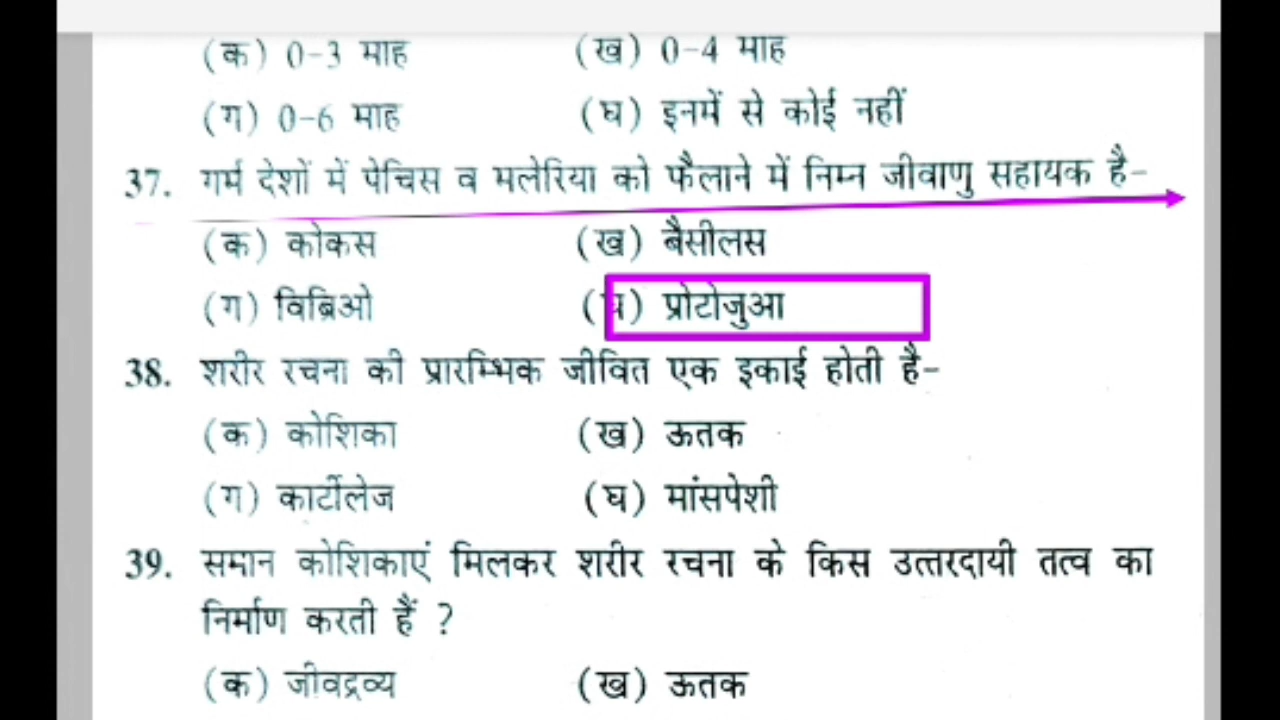 (क) 0-3 माह (ख) 0-4 माह
(ग) 0-6 माह (घ) इनमें से कोई नहीं
37. गर्म देशों में पेचिस व मलेरिया को फैलाने में निम्न जीवाणु सहायक है-
(क) कोकस (ख) बैसीलस
(ग) विब्रिओ (घ) प्रोटोजुआ
38. शरीर रचना की प्रारम्भिक जीवित एक इकाई होती है-
(क) कोशिका (ख) ऊतक
(ग) कार्टीलेज (घ) मांसपेशी
39. समान कोशिकाएं मिलकर शरीर रचना के किस उत्तरदायी तत्व का
निर्माण करती हैं ?
(क) जीवद्रव्य (ख) ऊतक